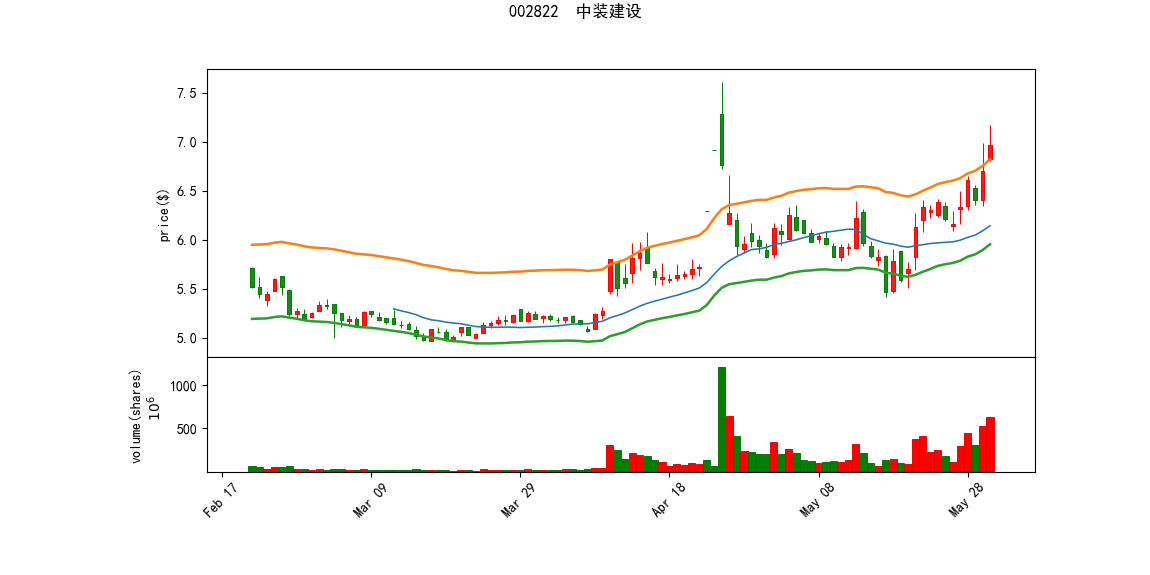 002822 中装建设
7.5
7.0
6.5
6.0
5.5
5.0
price($)
1000
500
volume(shares)
10^6
Feb 17
Mar 09
Mar 29
Apr 18
May 08
May 28